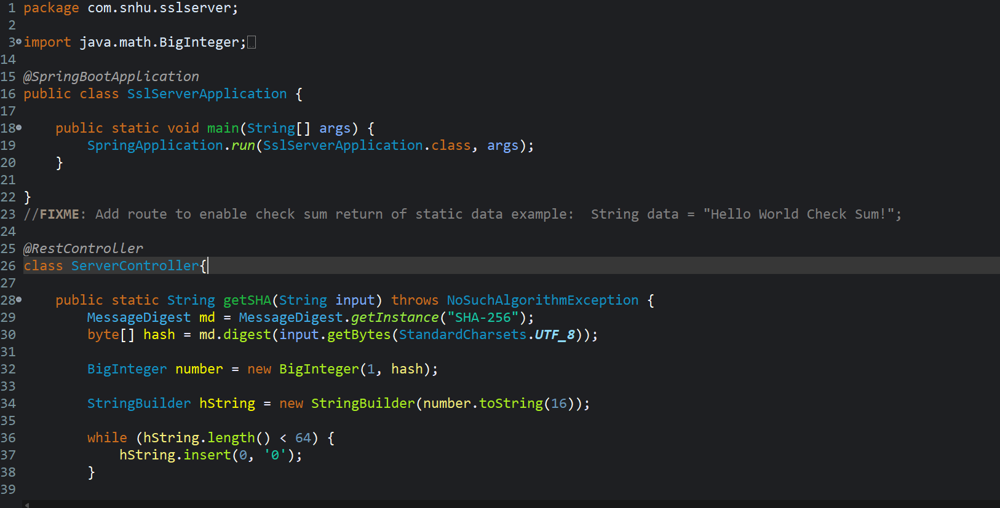 1 package com.snhu.sslserver;
2
3 import java.math.BigInteger;
14
15 @SpringBootApplication
16 public class SslServerApplication {
17
18     public static void main(String[] args) {
19         SpringApplication.run(SslServerApplication.class, args);
20     }
21
22 }
23 //FIXME: Add route to enable check sum return of static data example:  String data = "Hello World Check Sum!";
24
25 @RestController
26 class ServerController{
27
28     public static String getSHA(String input) throws NoSuchAlgorithmException {
29         MessageDigest md = MessageDigest.getInstance("SHA-256");
30         byte[] hash = md.digest(input.getBytes(StandardCharsets.UTF_8));
31
32         BigInteger number = new BigInteger(1, hash);
33
34         StringBuilder hString = new StringBuilder(number.toString(16));
35
36         while (hString.length() < 64) {
37             hString.insert(0, '0');
38         }
39